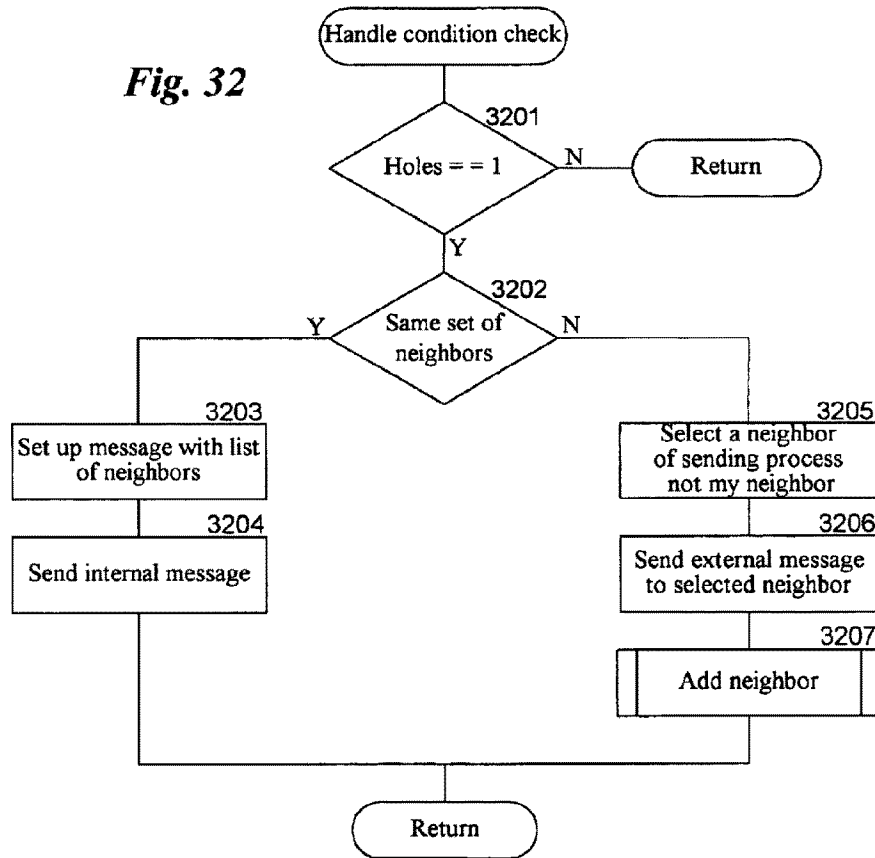 Handle condition check
Fig. 32
3201
Holes = = 1
N
Return
Y
3202
Same set of
neighbors
Y
N
3203
Set up message with list
of neighbors
3204
Send internal message
3205
Select a neighbor
of sending process
not my neighbor
3206
Send external message
to selected neighbor
3207
Add neighbor
Return